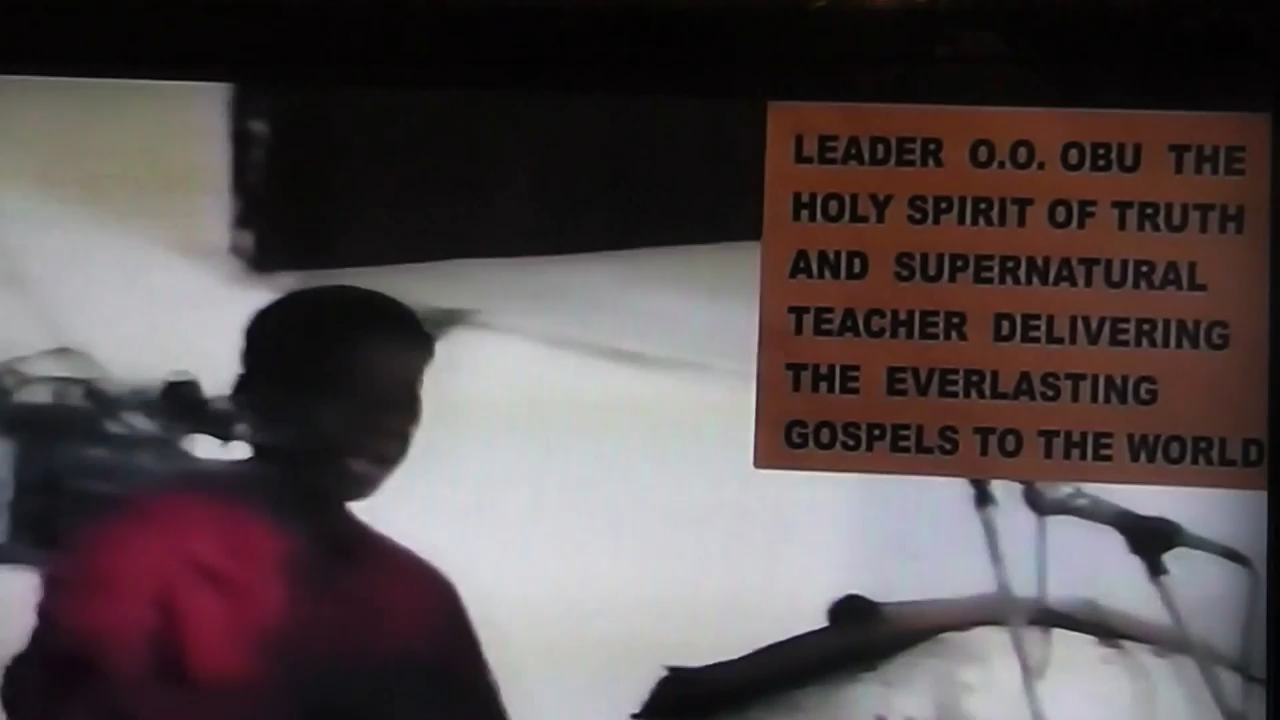 LEADER O.O. OBU THE
HOLY SPIRIT OF TRUTH
AND SUPERNATURAL
TEACHER DELIVERING
THE EVERLASTING
GOSPELS TO THE WORLD